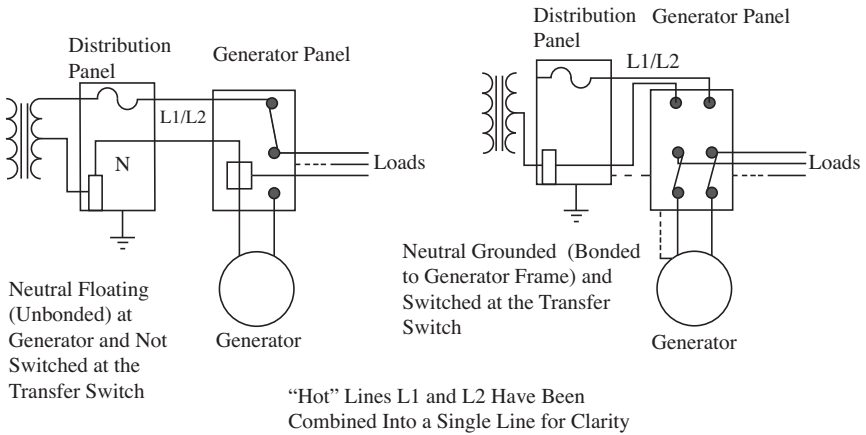 Distribution
Panel
Generator Panel
L1/L2
N
Loads
Neutral Floating
(Unbonded) at
Generator and Not
Switched at the
Transfer Switch
Generator
Distribution
Panel
Generator Panel
L1/L2
Loads
Neutral Grounded (Bonded
to Generator Frame) and
Switched at the Transfer
Switch
Generator
“Hot” Lines L1 and L2 Have Been
Combined Into a Single Line for Clarity